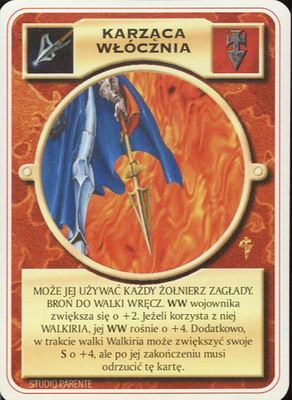 KARZĄCA
WŁÓCZNIA
MOŻE JEJ UŻYWAĆ KAŻDY ŻOŁNIERZ ZAGŁADY.
BROŃ DO WALKI WRĘCZ. WW wojownika
zwiększa się o +2. Jeżeli korzysta z niej
WALKIRIA, jej WW rośnie o +4. Dodatkowo,
w trakcie walki Walkiria może zwiększyć swoje
S o +4, ale po jej zakończeniu musi
odrzucić tę kartę.
STUDIO PARENTE